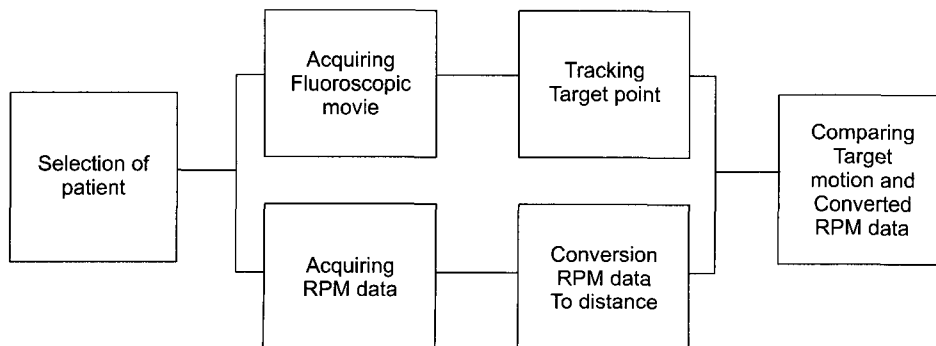 Selection of
patient
Acquiring
Fluoroscopic
movie
Tracking
Target point
Acquiring
RPM data
Conversion
RPM data
To distance
Comparing
Target
motion and
Converted
RPM data